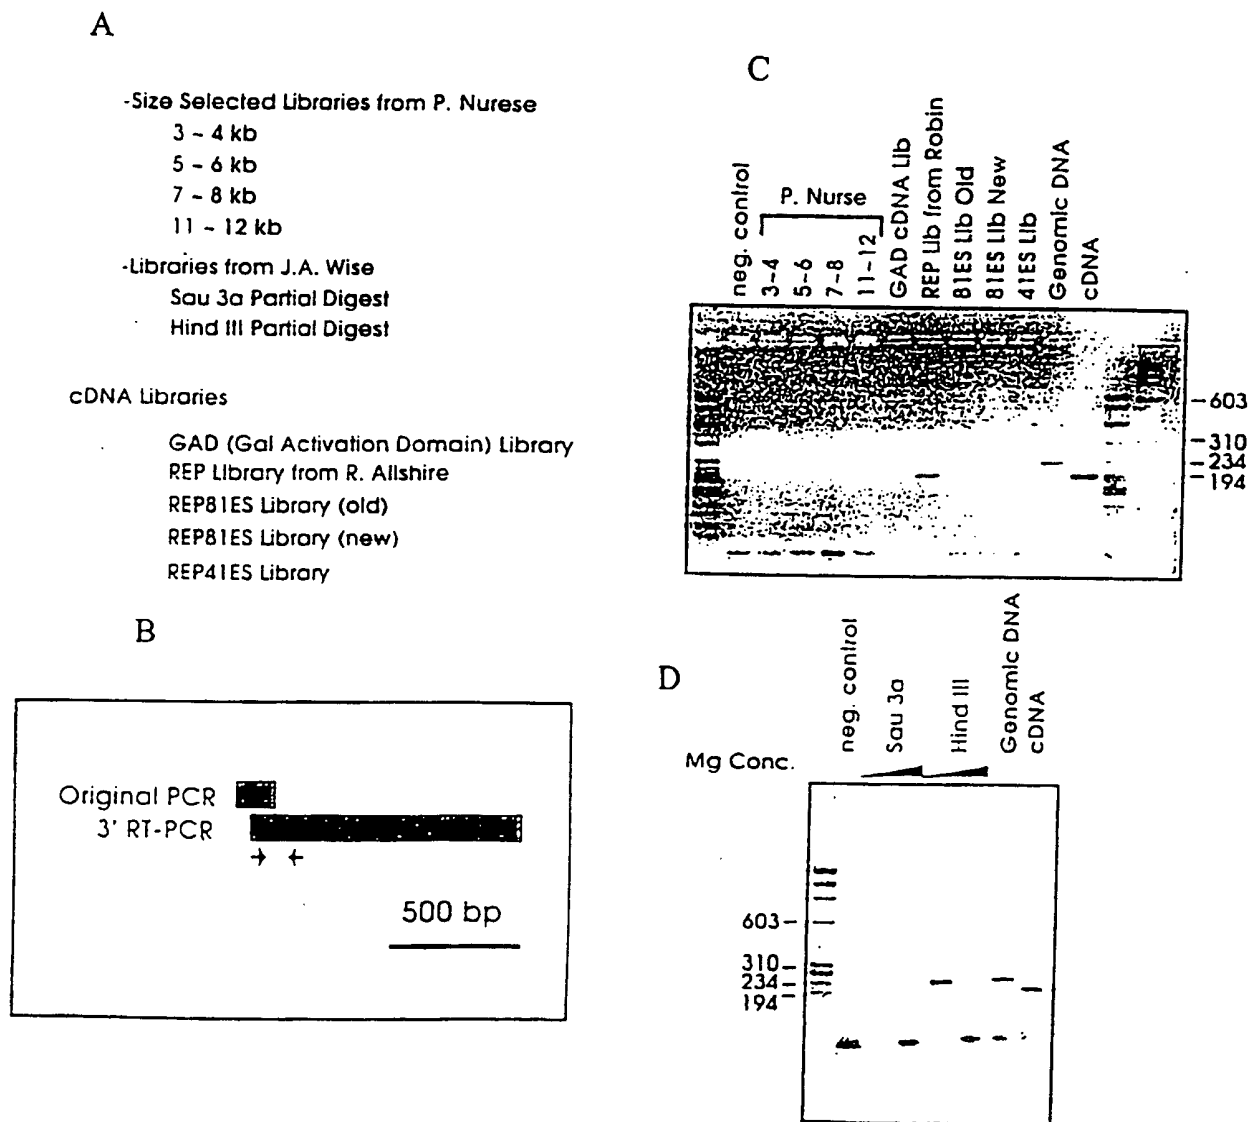 A
-Size Selected Libraries from P. Nurese
3 - 4 kb
5 - 6 kb
7 - 8 kb
11 - 12 kb
-Libraries from J.A. Wise
Sau 3a Partial Digest
Hind III Partial Digest
cDNA Libraries
GAD (Gal Activation Domain) Library
REP Library from R. Allshire
REP81ES Library (old)
REP81ES Library (new)
REP41ES Library
B
Original PCR
3' RT-PCR
500 bp
C
neg. control
P. Nurse
3-4
5-6
7-8
11-12
GAD cDNA Lib
REP Lib from Robin
81ES Lib Old
81ES Lib New
41ES Lib
Genomic DNA
cDNA
603
310
234
194
D
neg. control
Sau 3a
Hind III
Genomic DNA
cDNA
Mg Conc.
603
310
234
194